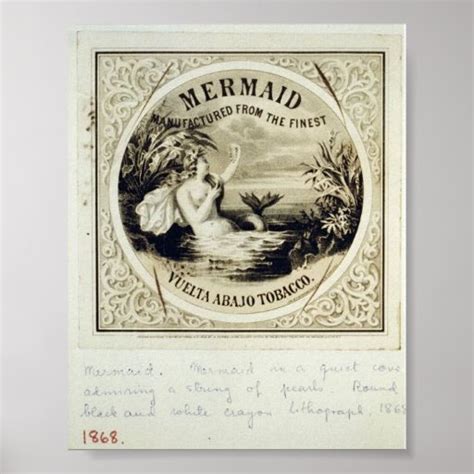 MERMAID
MANUFACTURED FROM THE FINEST
VUELTA ABAJO TOBACCO.
Mermaid. Mermaid in a quiet cove
admiring a string of pearls. Round
black and white crayon lithograph, 1868
1868.